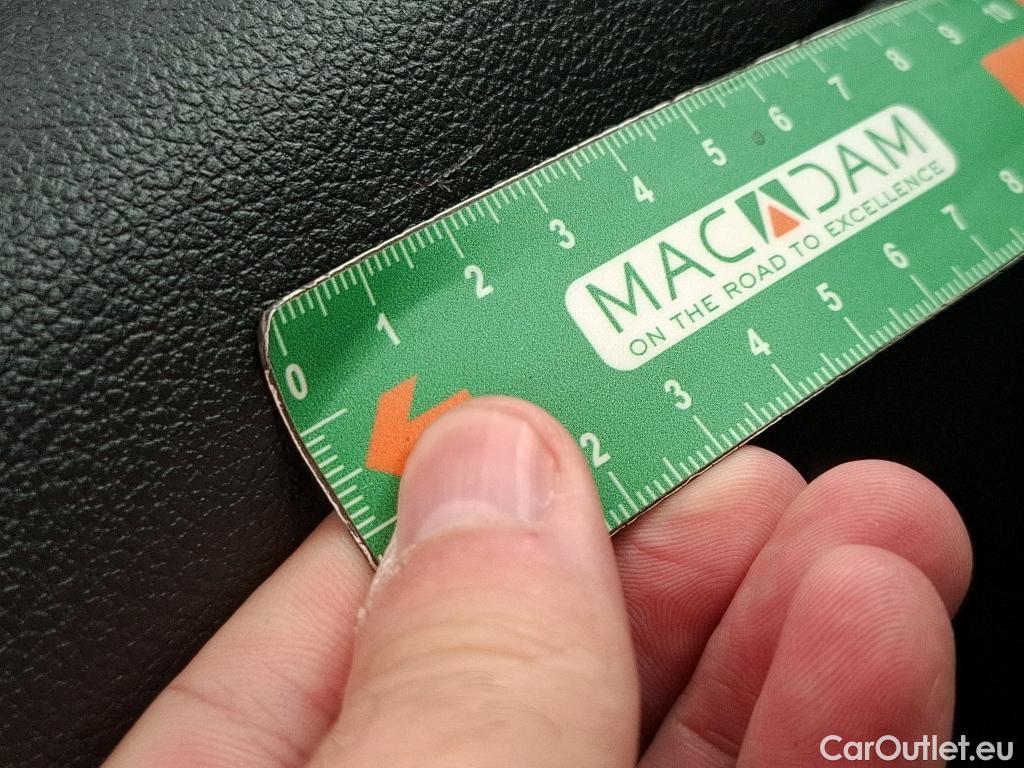 0 1 2 3 4 5 6 7 8 9 10
MACADAM
ON THE ROAD TO EXCELLENCE
2 3 4 5 6 7 8
CarOutlet.eu